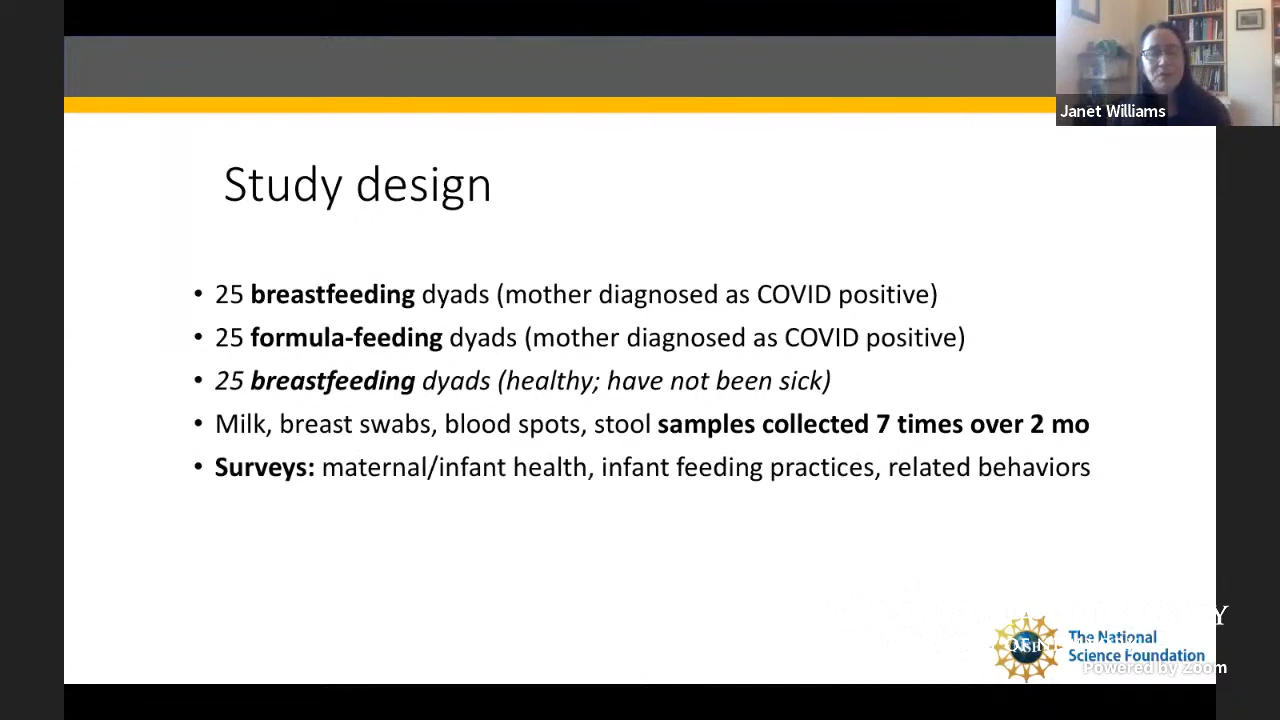 Janet Williams
Study design
• 25 breastfeeding dyads (mother diagnosed as COVID positive)
• 25 formula-feeding dyads (mother diagnosed as COVID positive)
• 25 breastfeeding dyads (healthy; have not been sick)
• Milk, breast swabs, blood spots, stool samples collected 7 times over 2 mo
• Surveys: maternal/infant health, infant feeding practices, related behaviors
The National
Science Foundation
Powered by Zoom